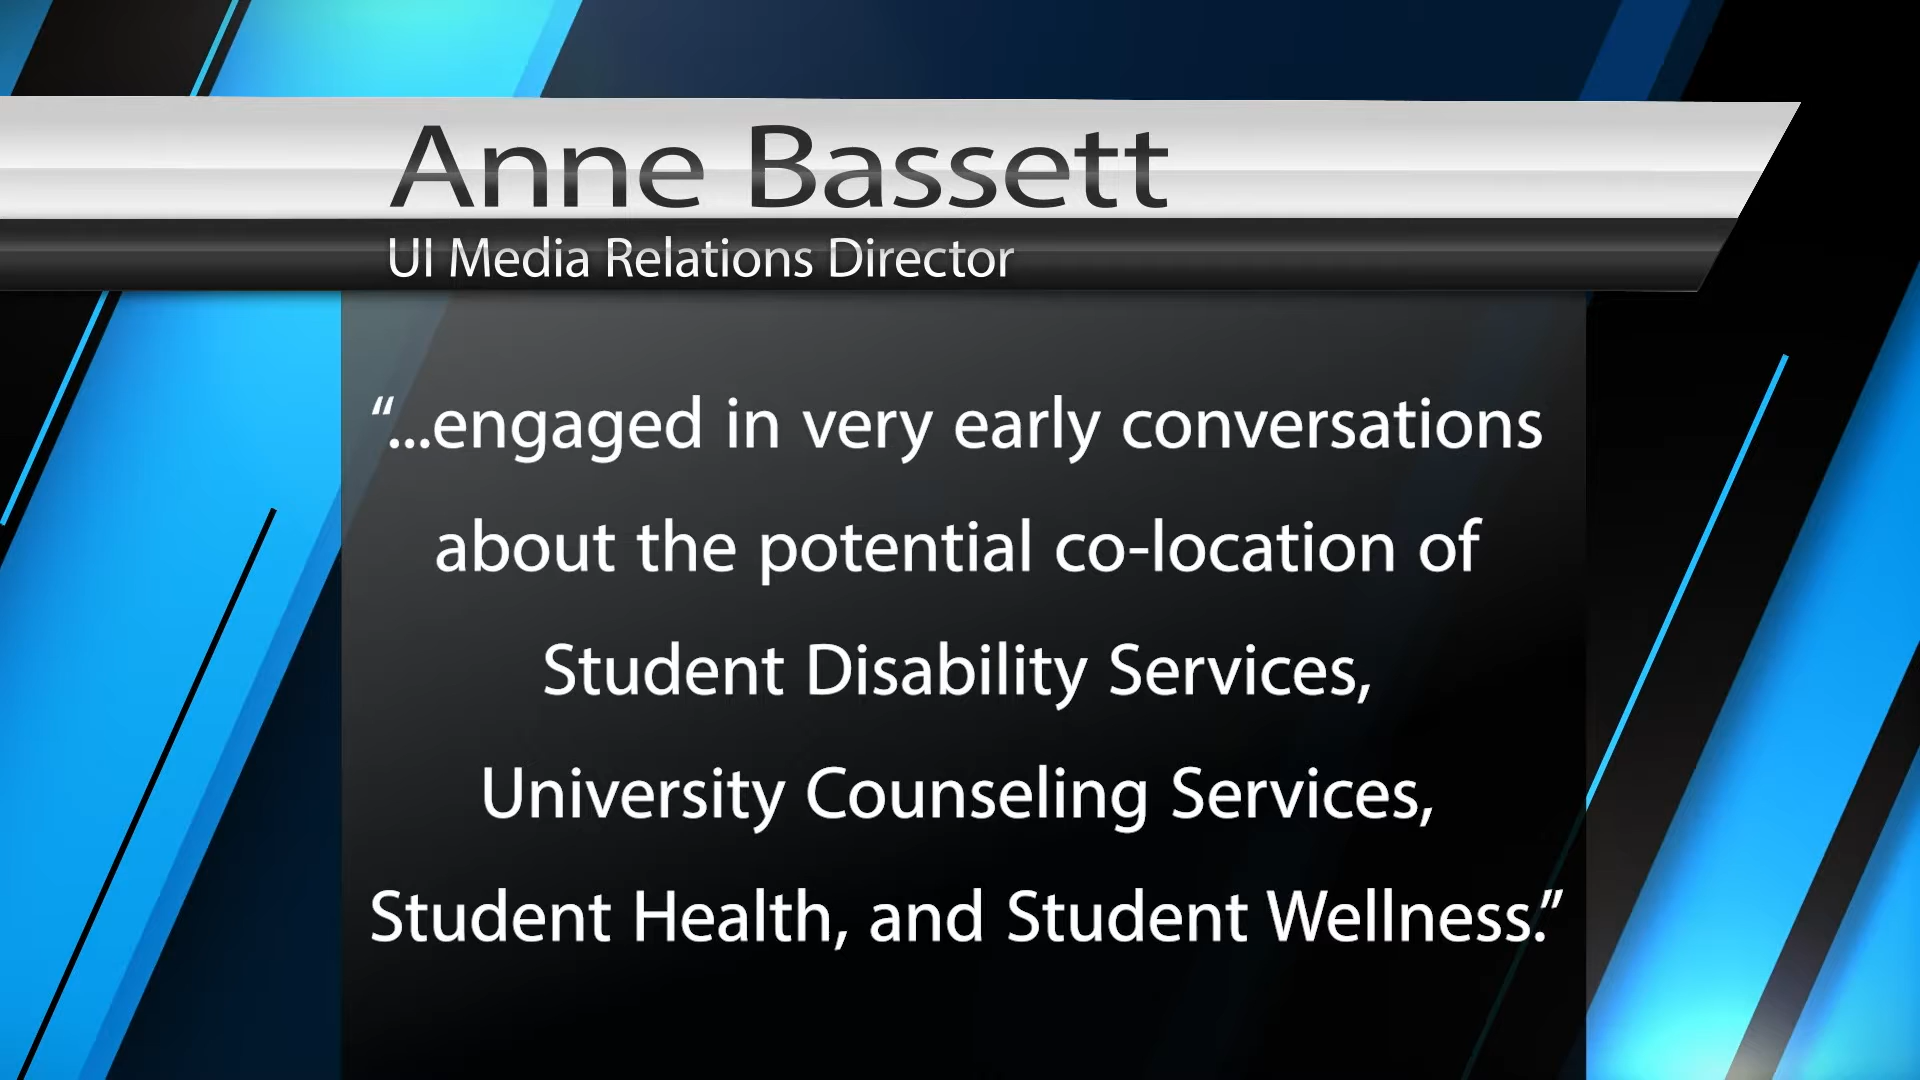 Anne Bassett
UI Media Relations Director
“...engaged in very early conversations
about the potential co-location of
Student Disability Services,
University Counseling Services,
Student Health, and Student Wellness.”